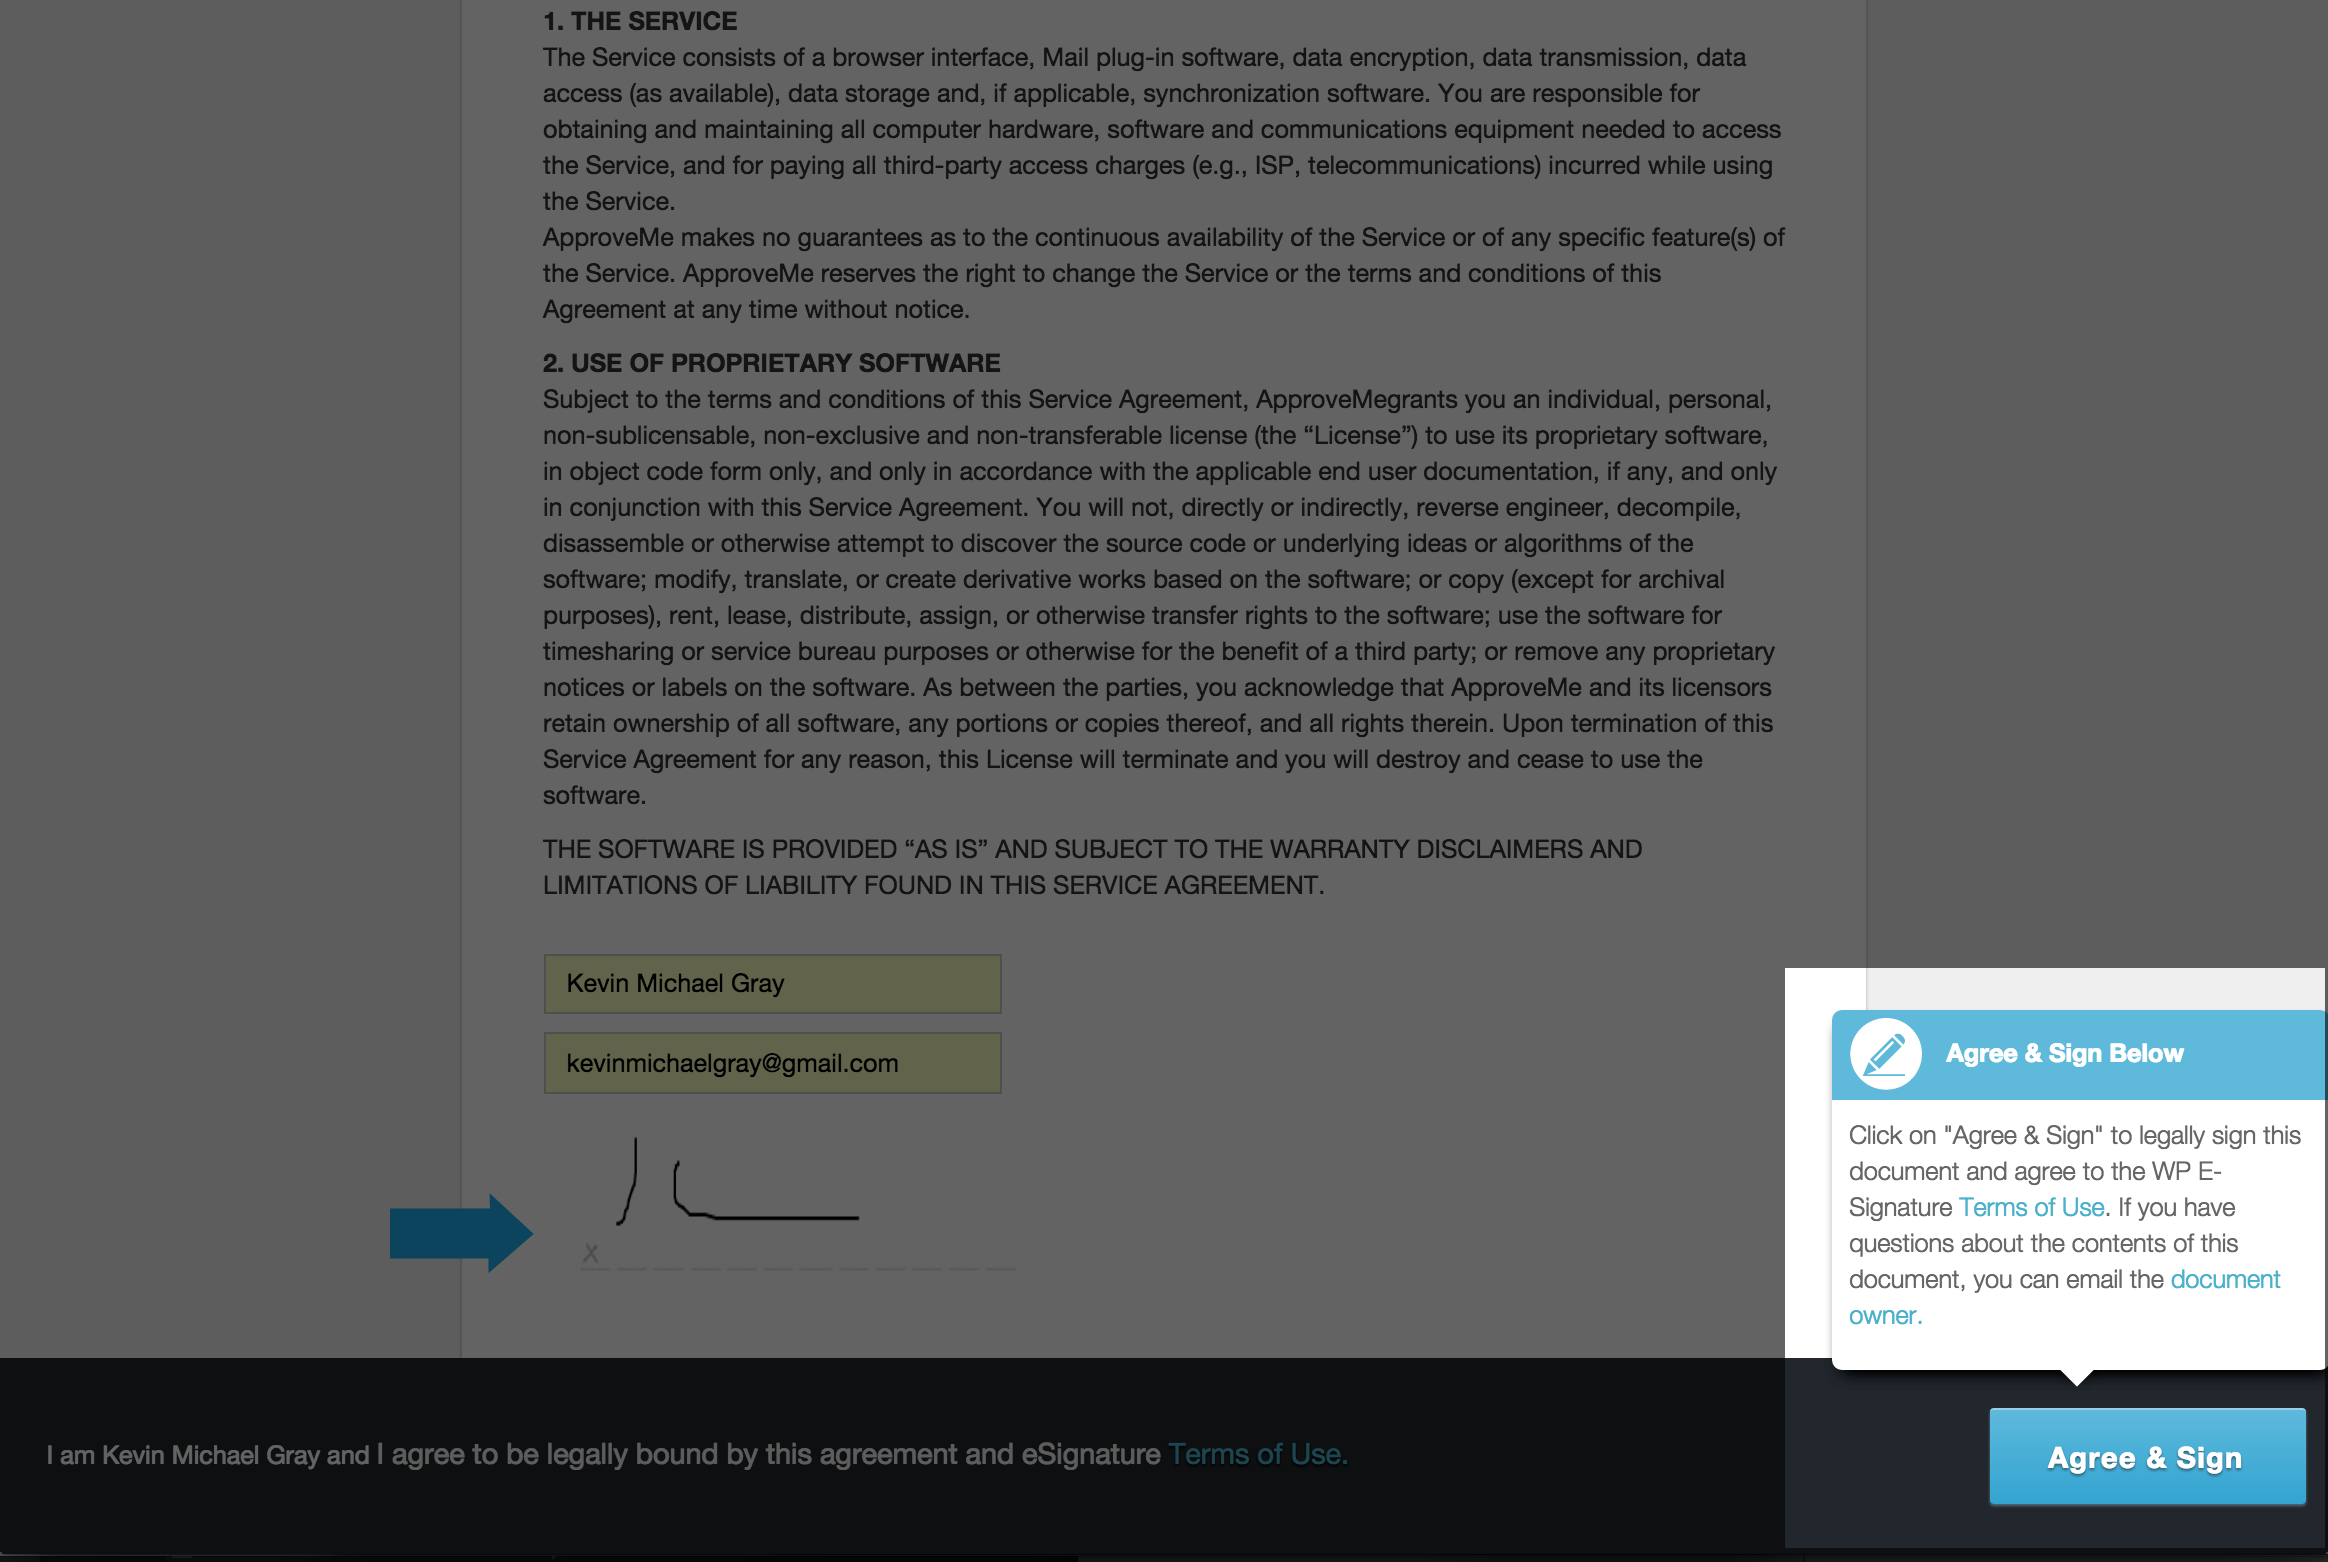 1. THE SERVICE
The Service consists of a browser interface, Mail plug-in software, data encryption, data transmission, data
access (as available), data storage and, if applicable, synchronization software. You are responsible for
obtaining and maintaining all computer hardware, software and communications equipment needed to access
the Service, and for paying all third-party access charges (e.g., ISP, telecommunications) incurred while using
the Service.
ApproveMe makes no guarantees as to the continuous availability of the Service or of any specific feature(s) of
the Service. ApproveMe reserves the right to change the Service or the terms and conditions of this
Agreement at any time without notice.
2. USE OF PROPRIETARY SOFTWARE
Subject to the terms and conditions of this Service Agreement, ApproveMegrants you an individual, personal,
non-sublicensable, non-exclusive and non-transferable license (the “License”) to use its proprietary software,
in object code form only, and only in accordance with the applicable end user documentation, if any, and only
in conjunction with this Service Agreement. You will not, directly or indirectly, reverse engineer, decompile,
disassemble or otherwise attempt to discover the source code or underlying ideas or algorithms of the
software; modify, translate, or create derivative works based on the software; or copy (except for archival
purposes), rent, lease, distribute, assign, or otherwise transfer rights to the software; use the software for
timesharing or service bureau purposes or otherwise for the benefit of a third party; or remove any proprietary
notices or labels on the software. As between the parties, you acknowledge that ApproveMe and its licensors
retain ownership of all software, any portions or copies thereof, and all rights therein. Upon termination of this
Service Agreement for any reason, this License will terminate and you will destroy and cease to use the
software.
THE SOFTWARE IS PROVIDED “AS IS” AND SUBJECT TO THE WARRANTY DISCLAIMERS AND
LIMITATIONS OF LIABILITY FOUND IN THIS SERVICE AGREEMENT.
Kevin Michael Gray
kevinmichaelgray@gmail.com
X
Agree & Sign Below
Click on "Agree & Sign" to legally sign this
document and agree to the WP E-
Signature Terms of Use. If you have
questions about the contents of this
document, you can email the document
owner.
I am Kevin Michael Gray and I agree to be legally bound by this agreement and eSignature Terms of Use.
Agree & Sign